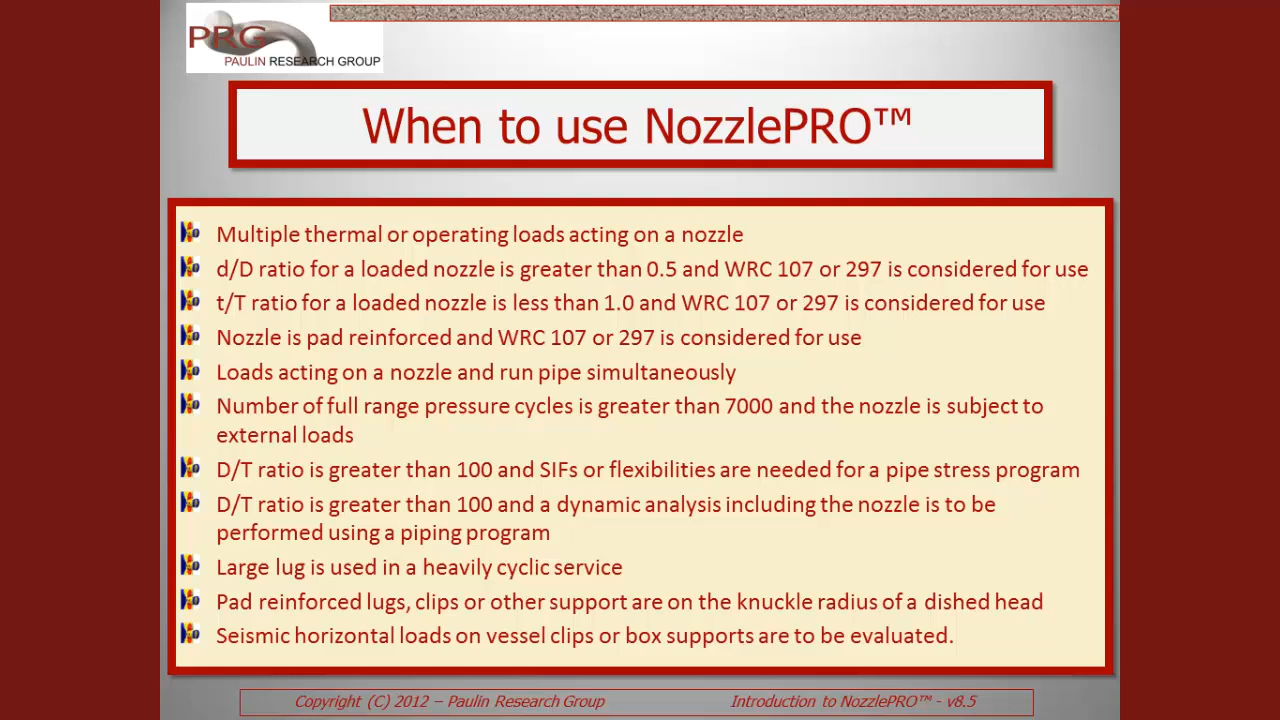 PRG
PAULIN RESEARCH GROUP
When to use NozzlePRO™
Multiple thermal or operating loads acting on a nozzle
d/D ratio for a loaded nozzle is greater than 0.5 and WRC 107 or 297 is considered for use
t/T ratio for a loaded nozzle is less than 1.0 and WRC 107 or 297 is considered for use
Nozzle is pad reinforced and WRC 107 or 297 is considered for use
Loads acting on a nozzle and run pipe simultaneously
Number of full range pressure cycles is greater than 7000 and the nozzle is subject to
external loads
D/T ratio is greater than 100 and SIFs or flexibilities are needed for a pipe stress program
D/T ratio is greater than 100 and a dynamic analysis including the nozzle is to be
performed using a piping program
Large lug is used in a heavily cyclic service
Pad reinforced lugs, clips or other support are on the knuckle radius of a dished head
Seismic horizontal loads on vessel clips or box supports are to be evaluated.
Copyright (C) 2012 – Paulin Research Group
Introduction to NozzlePRO™ - v8.5